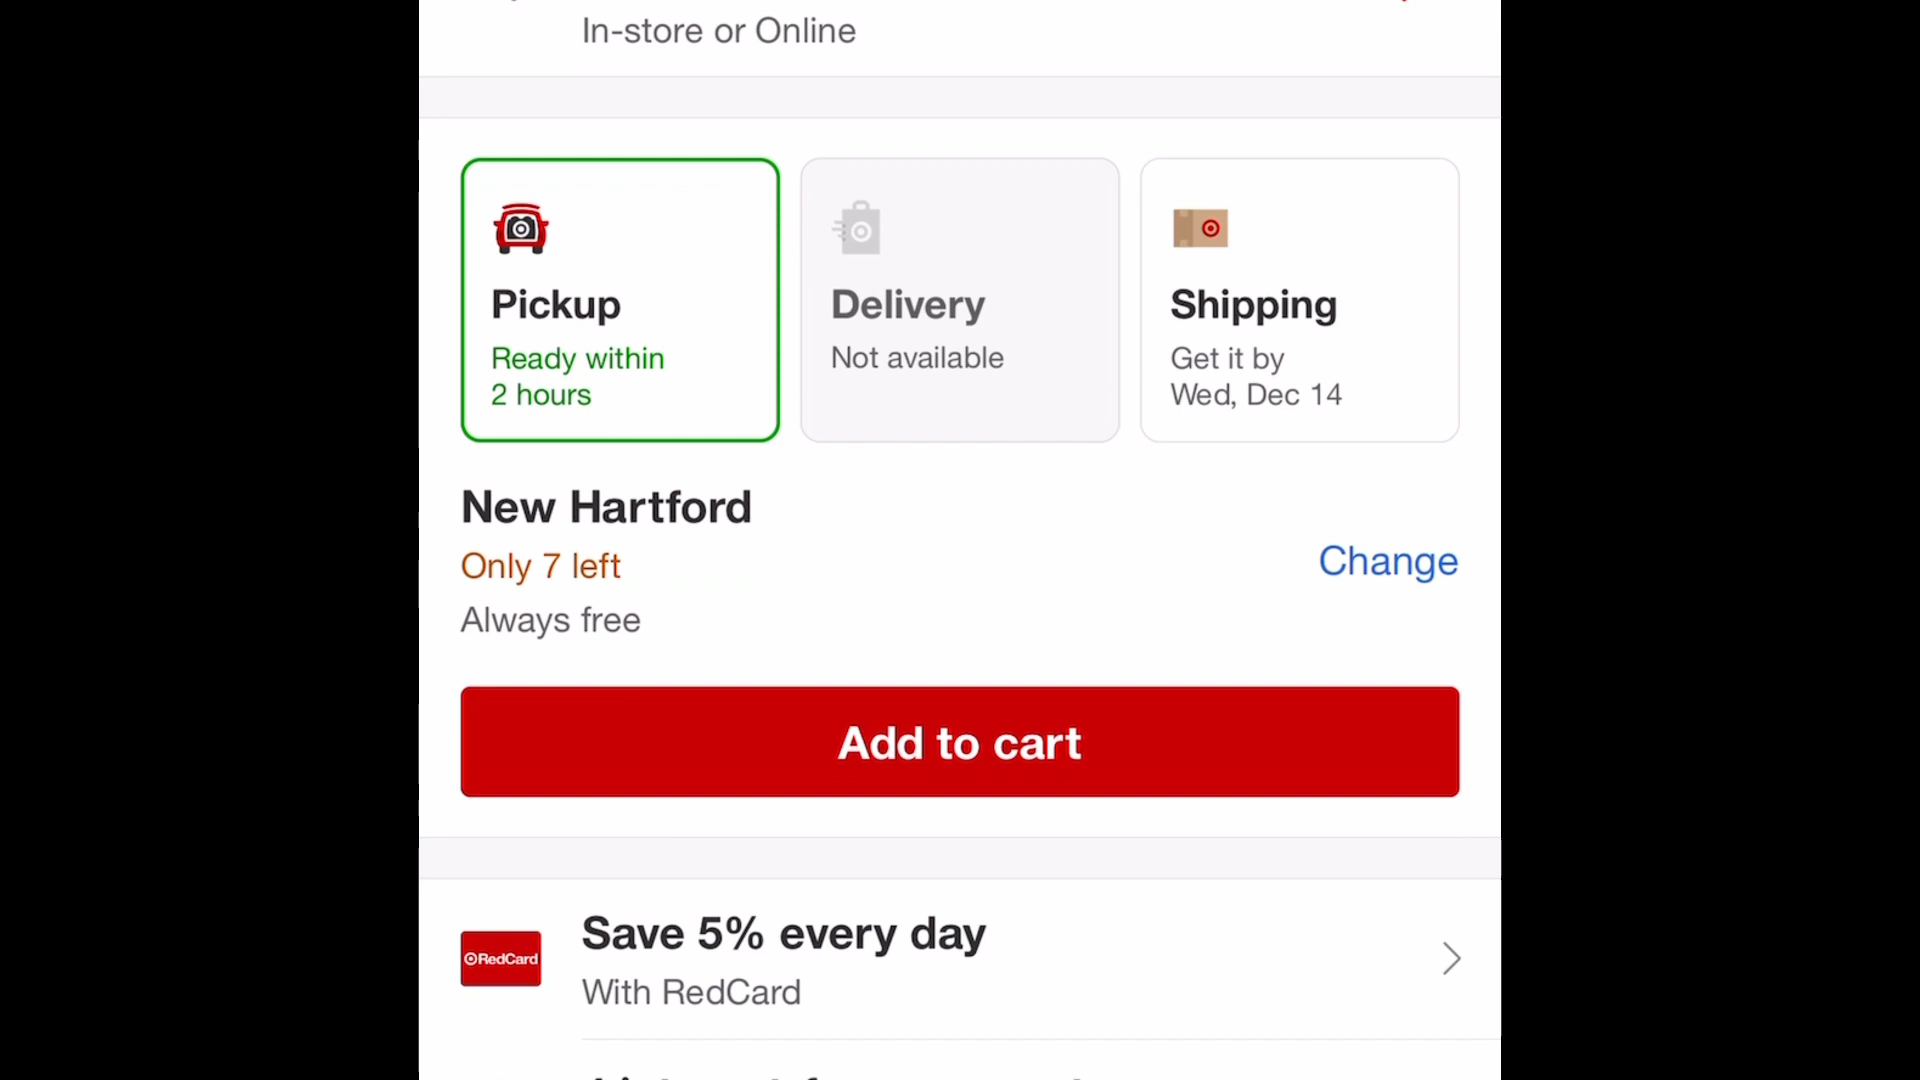 In-store or Online
Pickup
Ready within
2 hours
Delivery
Not available
Shipping
Get it by
Wed, Dec 14
New Hartford
Only 7 left
Change
Always free
Add to cart
RedCard
Save 5% every day
With RedCard